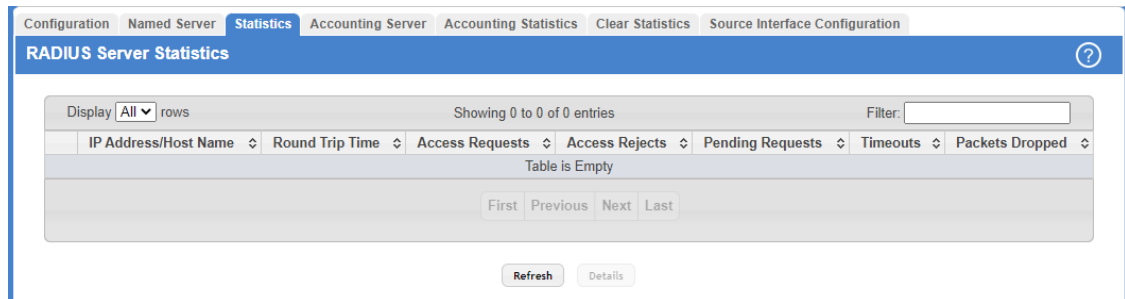 Configuration Named Server Statistics Accounting Server Accounting Statistics Clear Statistics Source Interface Configuration
RADIUS Server Statistics ?
Display All rows Showing 0 to 0 of 0 entries Filter:
IP Address/Host Name Round Trip Time Access Requests Access Rejects Pending Requests Timeouts Packets Dropped
Table is Empty
First Previous Next Last
Refresh Details